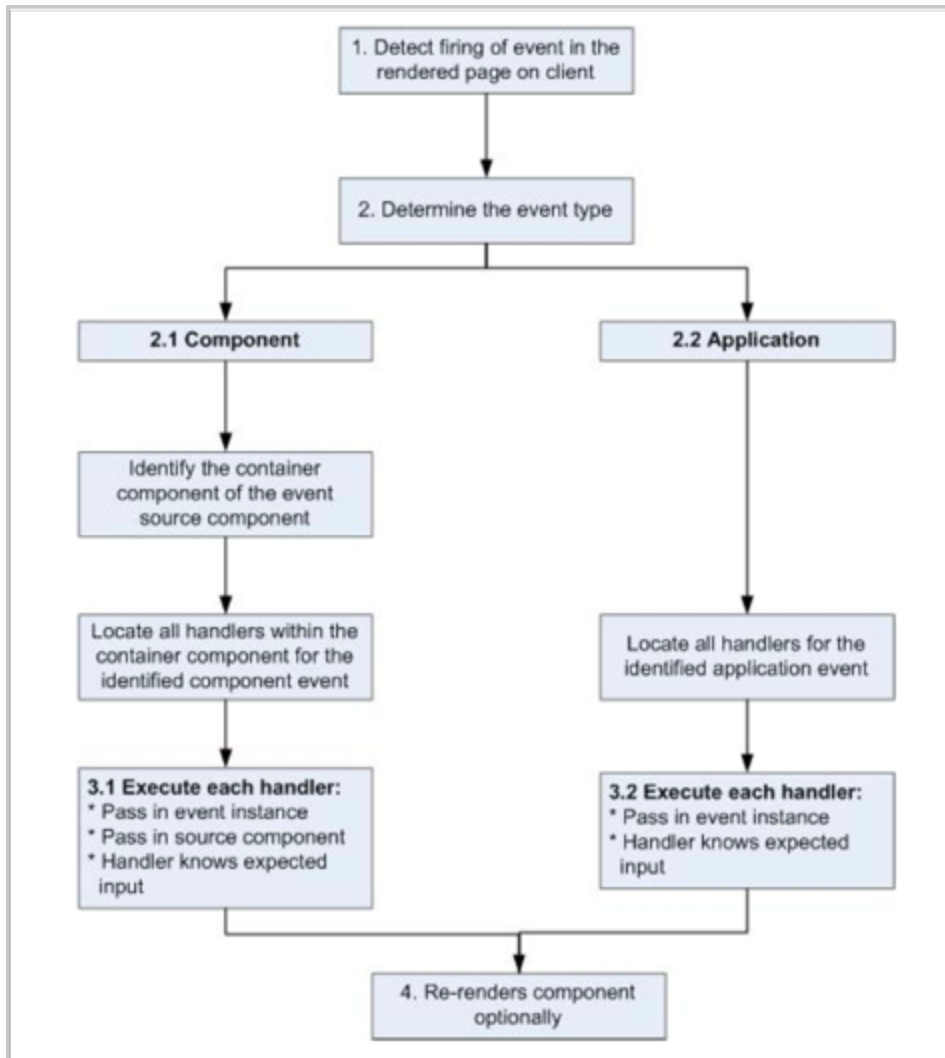 1. Detect firing of event in the
rendered page on client
2. Determine the event type
2.1 Component
2.2 Application
Identify the container
component of the event
source component
Locate all handlers within the
container component for the
identified component event
Locate all handlers for the
identified application event
3.1 Execute each handler:
* Pass in event instance
* Pass in source component
* Handler knows expected
input
3.2 Execute each handler:
* Pass in event instance
* Handler knows expected
input
4. Re-renders component
optionally